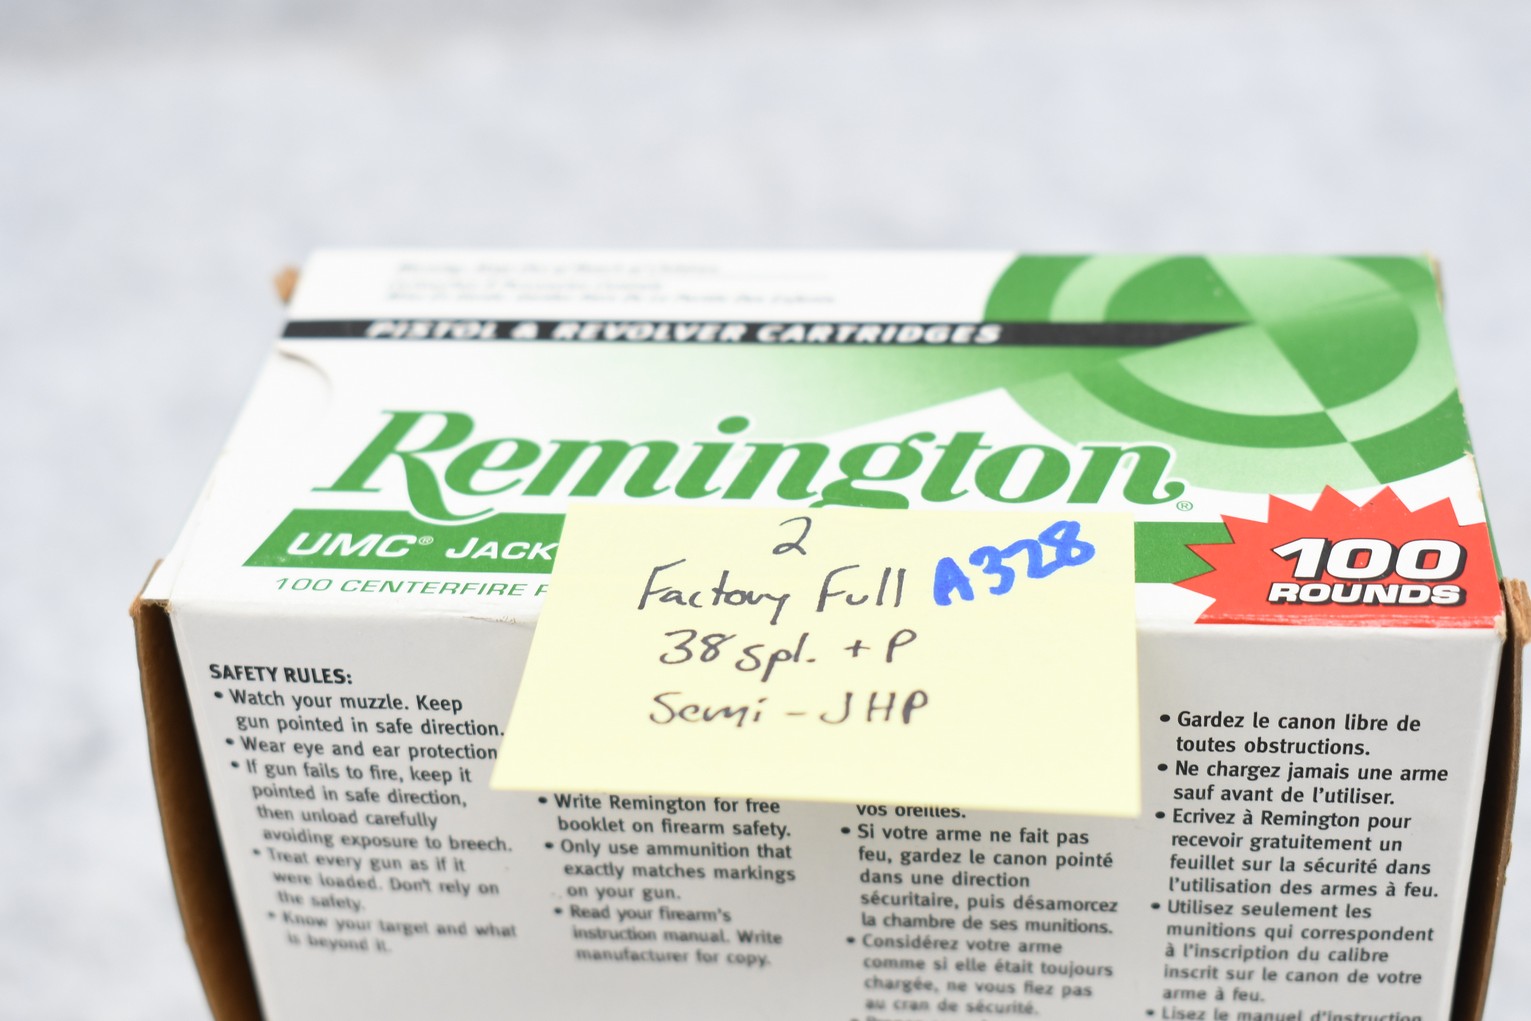 PISTOL & REVOLVER CARTRIDGES
Remington®
UMC® JACK
100 CENTERFIRE
100
ROUNDS
2
Factory Full A328
38 spl. + P
Semi - JHP
SAFETY RULES:
• Watch your muzzle. Keep
gun pointed in safe direction.
• Wear eye and ear protection
• If gun fails to fire, keep it
pointed in safe direction,
then unload carefully
avoiding exposure to breech.
• Treat every gun as if it
were loaded. Don't rely on
the safety.
• Know your target and what
is beyond it.
• Write Remington for free
booklet on firearm safety.
• Only use ammunition that
exactly matches markings
on your gun.
• Read your firearm's
instruction manual. Write
manufacturer for copy.
vos oreilles.
• Si votre arme ne fait pas
feu, gardez le canon pointé
dans une direction
sécuritaire, puis désamorcez
la chambre de ses munitions.
• Considérez votre arme
comme si elle était toujours
chargée, ne vous fiez pas
au cran de sécurité.
• Gardez le canon libre de
toutes obstructions.
• Ne chargez jamais une arme
sauf avant de l'utiliser.
• Ecrivez à Remington pour
recevoir gratuitement un
feuillet sur la sécurité dans
l'utilisation des armes à feu.
• Utilisez seulement les
munitions qui correspondent
à l'inscription du calibre
inscrit sur le canon de votre
arme à feu.
• Lisez le manuel d'instruction